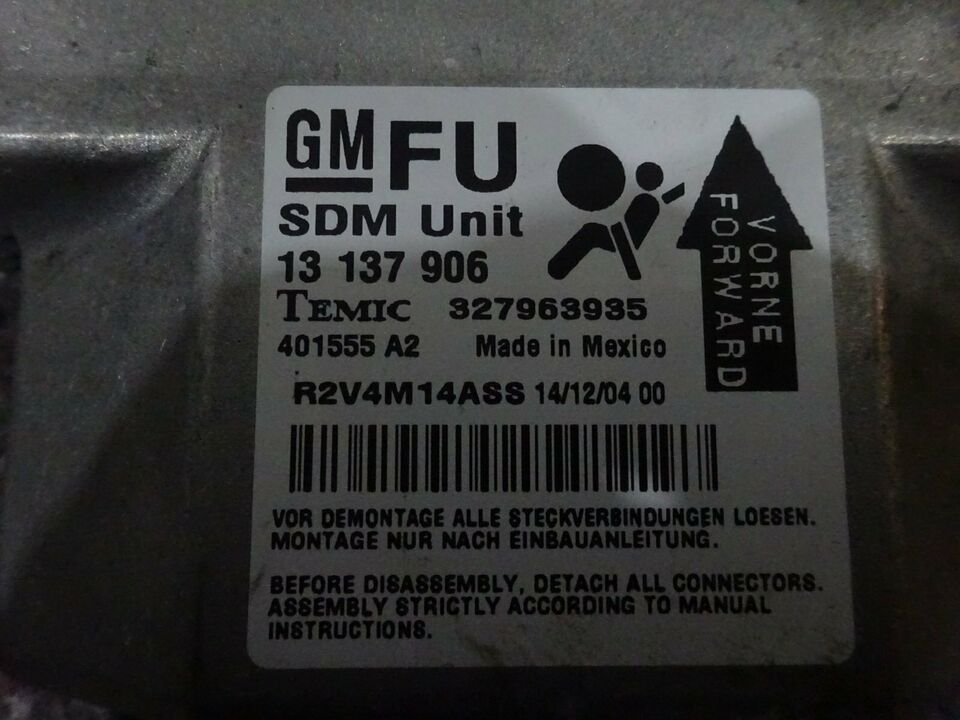 GM FU
SDM Unit
13 137 906
TEMIC 327963935
401555 A2 Made in Mexico
R2V4M14ASS 14/12/04 00
VORNE
FORWARD
VOR DEMONTAGE ALLE STECKVERBINDUNGEN LOESEN.
MONTAGE NUR NACH EINBAUANLEITUNG.
BEFORE DISASSEMBLY, DETACH ALL CONNECTORS.
ASSEMBLY STRICTLY ACCORDING TO MANUAL
INSTRUCTIONS.